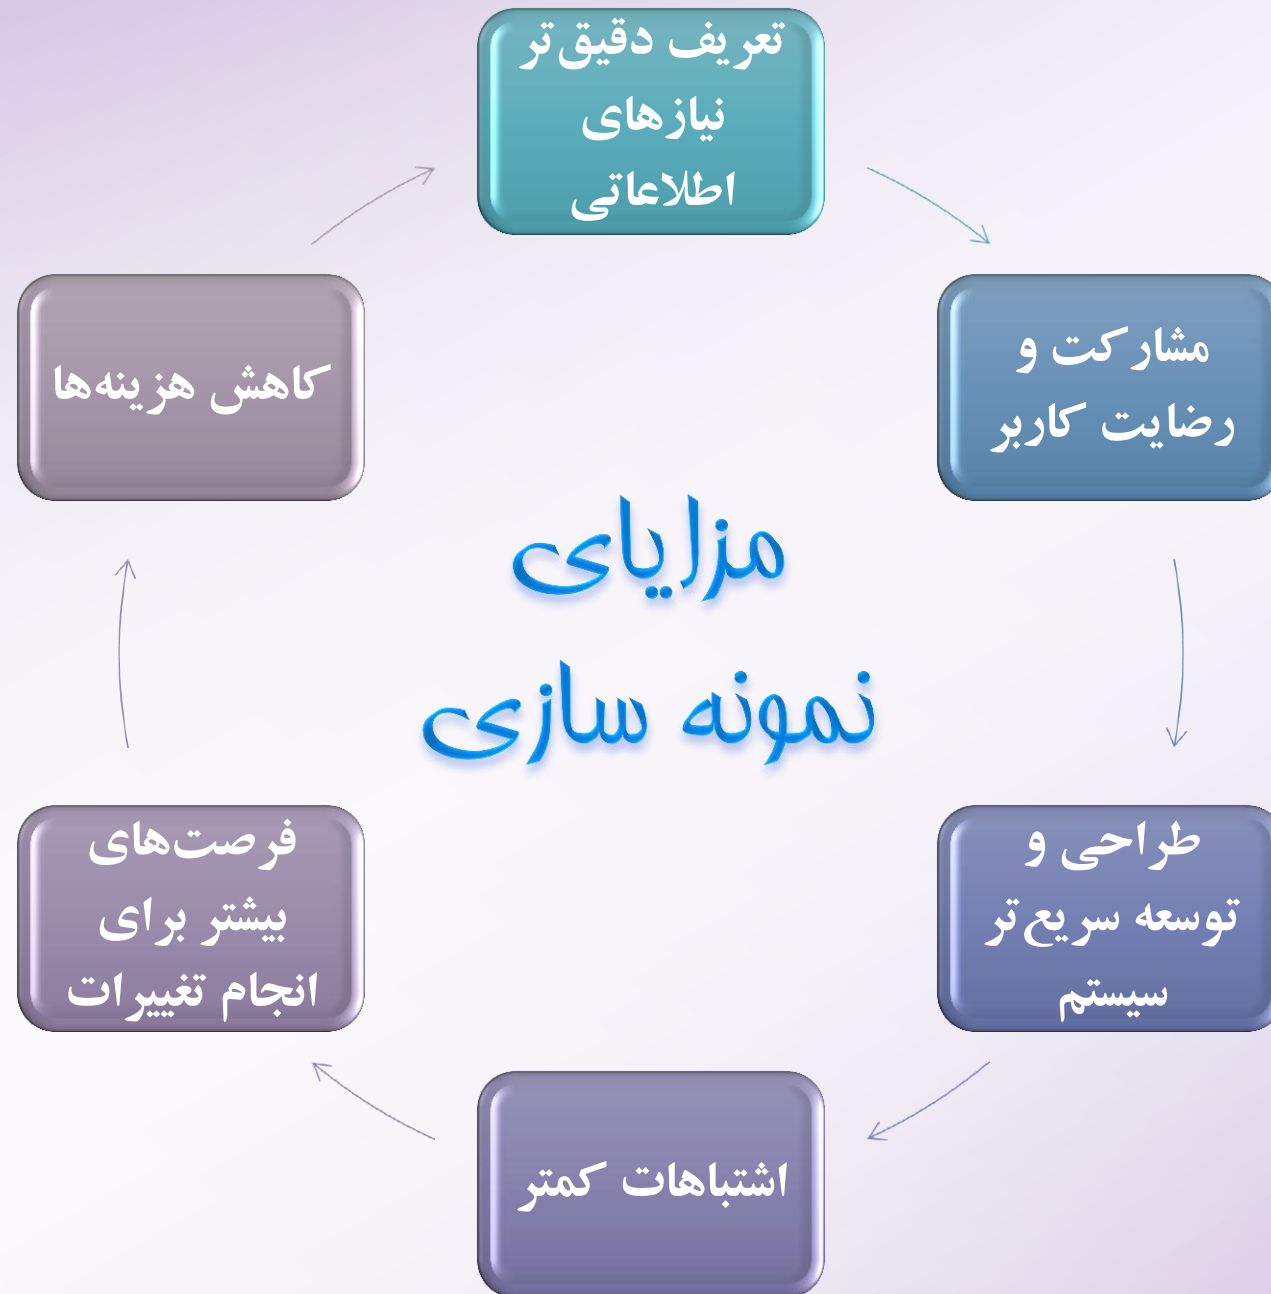 تعریف دقیق‌تر
نیازهای
اطلاعاتی
مشارکت و
رضایت کاربر
طراحی و
توسعه سریع‌تر
سیستم
اشتباهات کمتر
فرصت‌های
بیشتر برای
انجام تغییرات
کاهش هزینه‌ها
مزایای
نمونه سازی